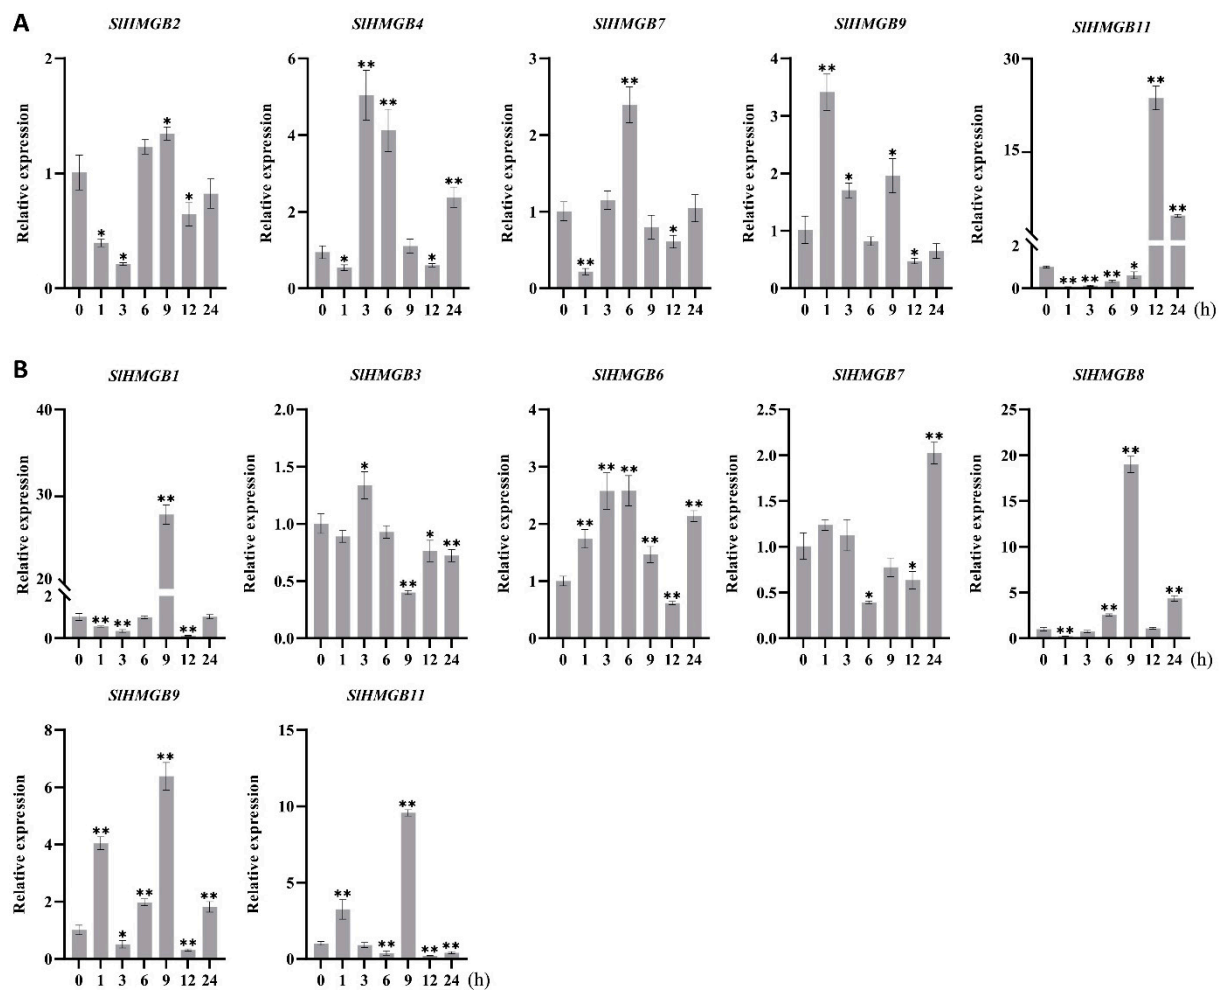 A
SlHMGB2
SlHMGB4
SlHMGB7
SlHMGB9
SlHMGB11
Relative expression
2
1
0
* * * *
0 1 3 6 9 12 24
Relative expression
6
4
2
0
* ** ** * **
0 1 3 6 9 12 24
Relative expression
3
2
1
0
** ** *
0 1 3 6 9 12 24
Relative expression
4
3
2
1
0
** * * *
0 1 3 6 9 12 24
Relative expression
30
15
2
0
** ** ** * ** **
0 1 3 6 9 12 24 (h)
B
SlHMGB1
SlHMGB3
SlHMGB6
SlHMGB7
SlHMGB8
Relative expression
40
30
20
2
0
** ** ** **
0 1 3 6 9 12 24
Relative expression
2.0
1.5
1.0
0.5
0.0
* ** * **
0 1 3 6 9 12 24
Relative expression
4
3
2
1
0
** ** ** ** ** **
0 1 3 6 9 12 24
Relative expression
2.5
2.0
1.5
1.0
0.5
0.0
* * **
0 1 3 6 9 12 24
Relative expression
25
20
15
10
5
0
** ** ** **
0 1 3 6 9 12 24 (h)
SlHMGB9
SlHMGB11
Relative expression
8
6
4
2
0
** * ** ** ** **
0 1 3 6 9 12 24
Relative expression
15
10
5
0
** ** ** ** **
0 1 3 6 9 12 24 (h)